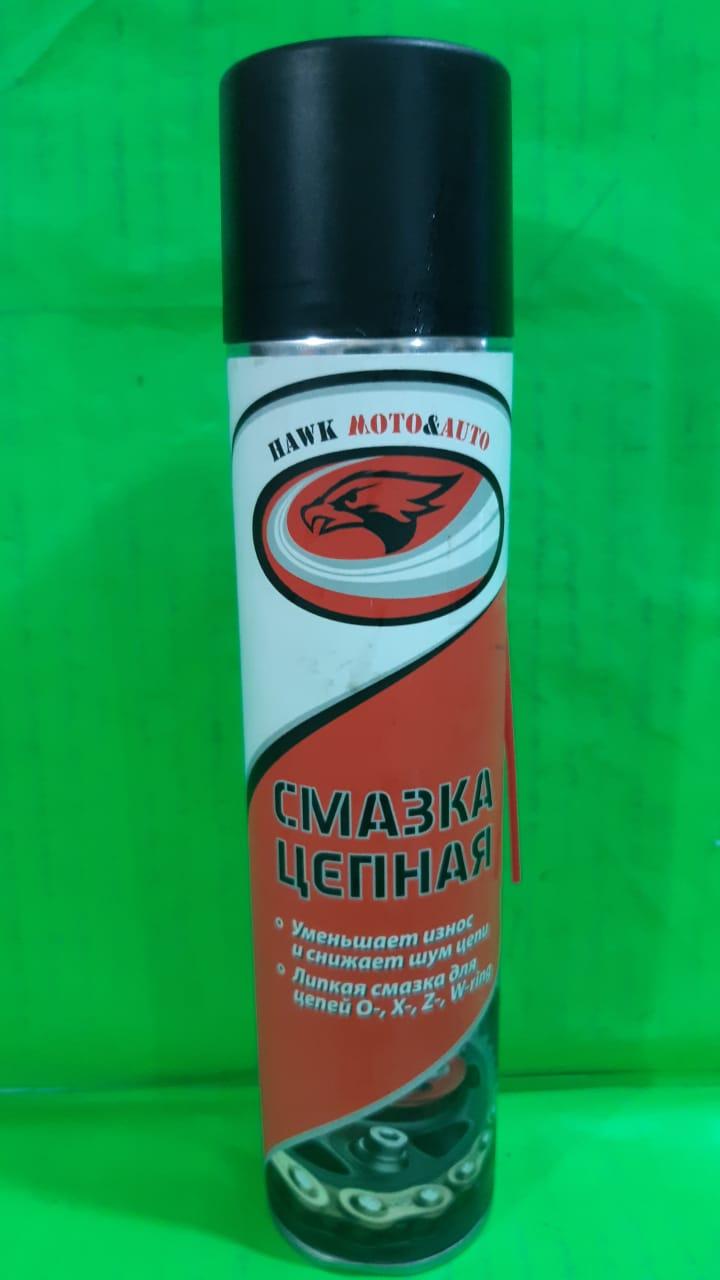 HAWK MOTO&AUTO
СМАЗКА
ЦЕПНАЯ
Уменьшает износ
и снижает шум цепи
Липкая смазка для
цепей O-, X-, Z-, W-ring